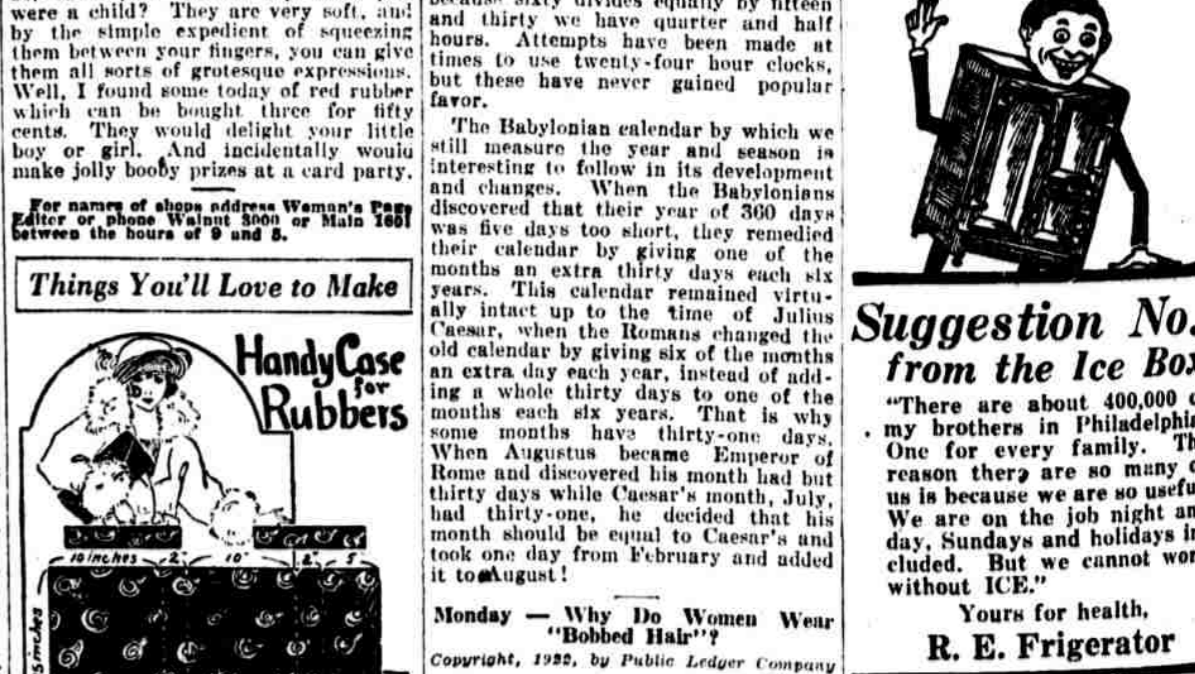 were a child? They are very soft, and
by the simple expedient of squeezing
them between your fingers, you can give
them all sorts of grotesque expressions.
Well, I found some today of red rubber
which can be bought three for fifty
cents. They would delight your little
boy or girl. And incidentally would
make jolly booby prizes at a card party.
For names of shops address Woman's Page
Editor or phone Walnut 3000 or Main 1601
between the hours of 9 and 5.
Things You'll Love to Make
Handy Case
for
Rubbers
10 inches 2" 10" 2" 5
5 inches
because sixty divides equally by fifteen
and thirty we have quarter and half
hours. Attempts have been made at
times to use twenty-four hour clocks,
but these have never gained popular
favor.
The Babylonian calendar by which we
still measure the year and season is
interesting to follow in its development
and changes. When the Babylonians
discovered that their year of 360 days
was five days too short, they remedied
their calendar by giving one of the
months an extra thirty days each six
years. This calendar remained virtu-
ally intact up to the time of Julius
Caesar, when the Romans changed the
old calendar by giving six of the months
an extra day each year, instead of add-
ing a whole thirty days to one of the
months each six years. That is why
some months have thirty-one days.
When Augustus became Emperor of
Rome and discovered his month had but
thirty days while Caesar's month, July,
had thirty-one, he decided that his
month should be equal to Caesar's and
took one day from February and added
it to August!
Monday — Why Do Women Wear
"Bobbed Hair"?
Copyright, 1922, by Public Ledger Company
Suggestion No.
from the Ice Box
"There are about 400,000 o
my brothers in Philadelphia
One for every family. Th
reason there are so many o
us is because we are so usefu
We are on the job night an
day, Sundays and holidays in
cluded. But we cannot wor
without ICE."
Yours for health,
R. E. Frigerator